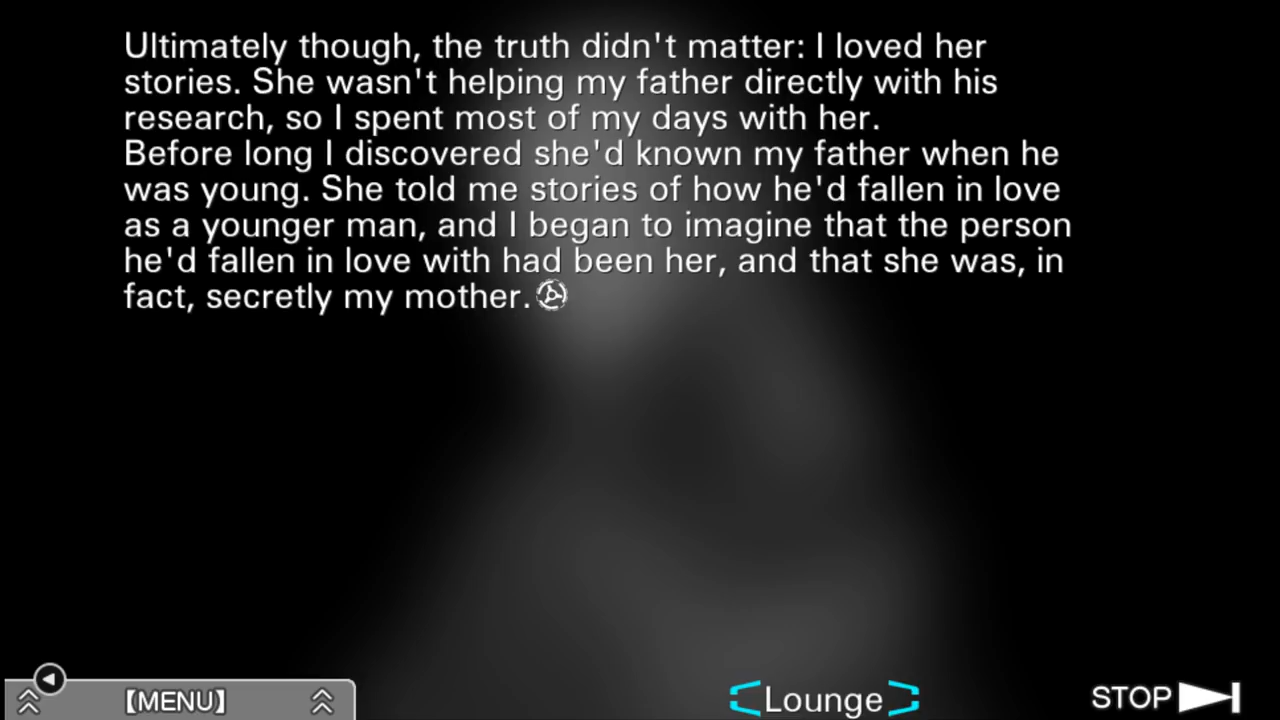 Ultimately though, the truth didn't matter: I loved her
stories. She wasn't helping my father directly with his
research, so I spent most of my days with her.
Before long I discovered she'd known my father when he
was young. She told me stories of how he'd fallen in love
as a younger man, and I began to imagine that the person
he'd fallen in love with had been her, and that she was, in
fact, secretly my mother.
【MENU】
Lounge
STOP